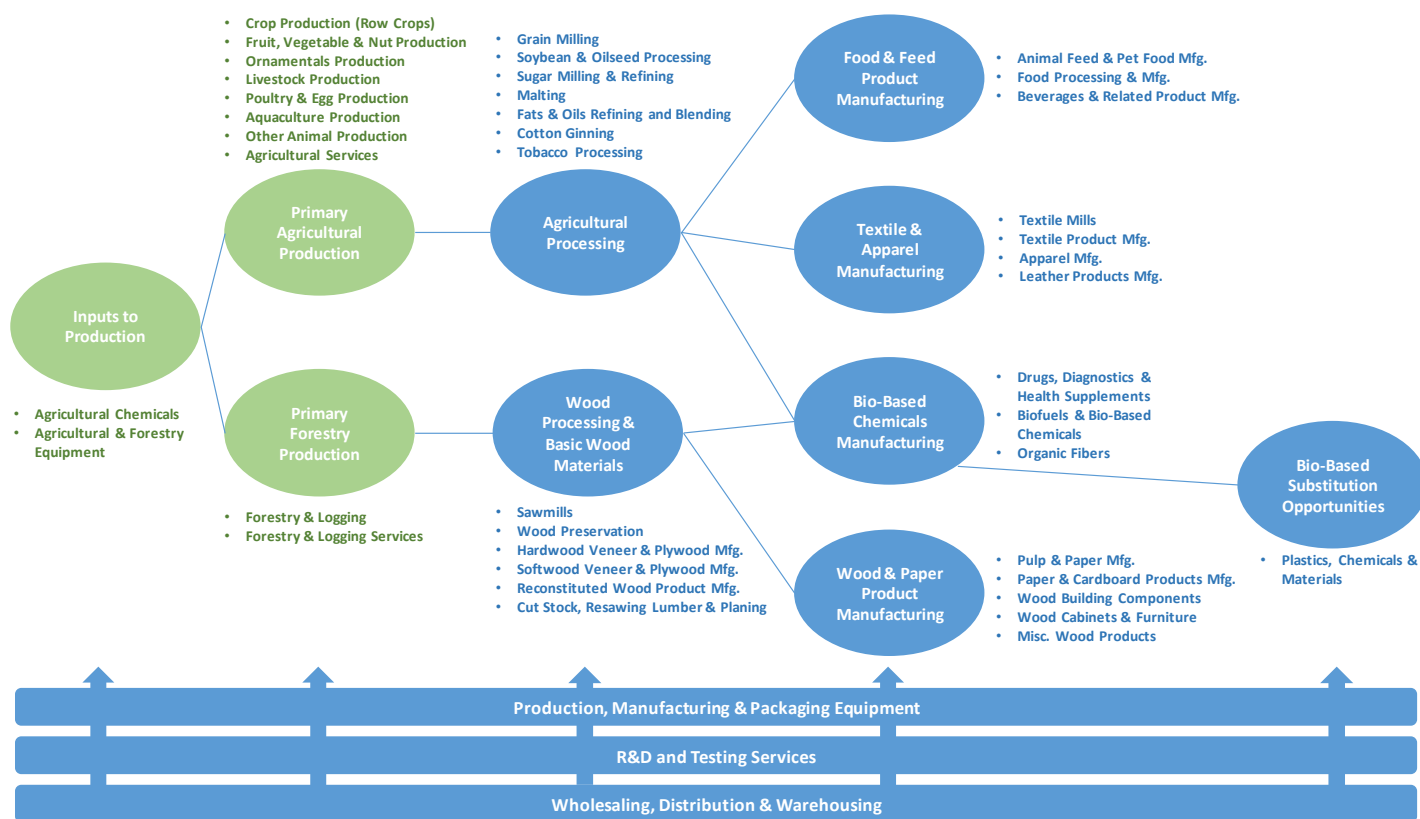 Crop Production (Row Crops)
Fruit, Vegetable & Nut Production
Ornamentals Production
Livestock Production
Poultry & Egg Production
Aquaculture Production
Other Animal Production
Agricultural Services
Grain Milling
Soybean & Oilseed Processing
Sugar Milling & Refining
Malting
Fats & Oils Refining and Blending
Cotton Ginning
Tobacco Processing
Food & Feed
Product
Manufacturing
Animal Feed & Pet Food Mfg.
Food Processing & Mfg.
Beverages & Related Product Mfg.
Primary
Agricultural
Production
Agricultural
Processing
Textile &
Apparel
Manufacturing
Textile Mills
Textile Product Mfg.
Apparel Mfg.
Leather Products Mfg.
Inputs to
Production
Agricultural Chemicals
Agricultural & Forestry
Equipment
Primary
Forestry
Production
Forestry & Logging
Forestry & Logging Services
Wood
Processing &
Basic Wood
Materials
Sawmills
Wood Preservation
Hardwood Veneer & Plywood Mfg.
Softwood Veneer & Plywood Mfg.
Reconstituted Wood Product Mfg.
Cut Stock, Resawing Lumber & Planing
Bio-Based
Chemicals
Manufacturing
Drugs, Diagnostics &
Health Supplements
Biofuels & Bio-Based
Chemicals
Organic Fibers
Bio-Based
Substitution
Opportunities
Plastics, Chemicals &
Materials
Wood & Paper
Product
Manufacturing
Pulp & Paper Mfg.
Paper & Cardboard Products Mfg.
Wood Building Components
Wood Cabinets & Furniture
Misc. Wood Products
Production, Manufacturing & Packaging Equipment
R&D and Testing Services
Wholesaling, Distribution & Warehousing